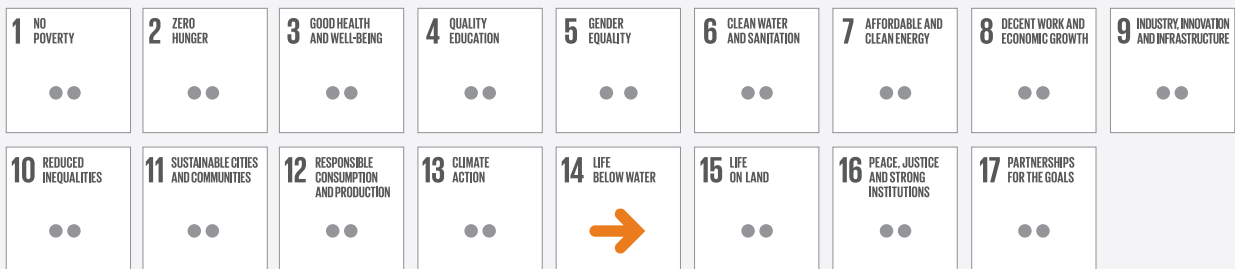 1 NO
POVERTY
2 ZERO
HUNGER
3 GOOD HEALTH
AND WELL-BEING
4 QUALITY
EDUCATION
5 GENDER
EQUALITY
6 CLEAN WATER
AND SANITATION
7 AFFORDABLE AND
CLEAN ENERGY
8 DECENT WORK AND
ECONOMIC GROWTH
9 INDUSTRY, INNOVATION
AND INFRASTRUCTURE
10 REDUCED
INEQUALITIES
11 SUSTAINABLE CITIES
AND COMMUNITIES
12 RESPONSIBLE
CONSUMPTION
AND PRODUCTION
13 CLIMATE
ACTION
14 LIFE
BELOW WATER
15 LIFE
ON LAND
16 PEACE, JUSTICE
AND STRONG
INSTITUTIONS
17 PARTNERSHIPS
FOR THE GOALS